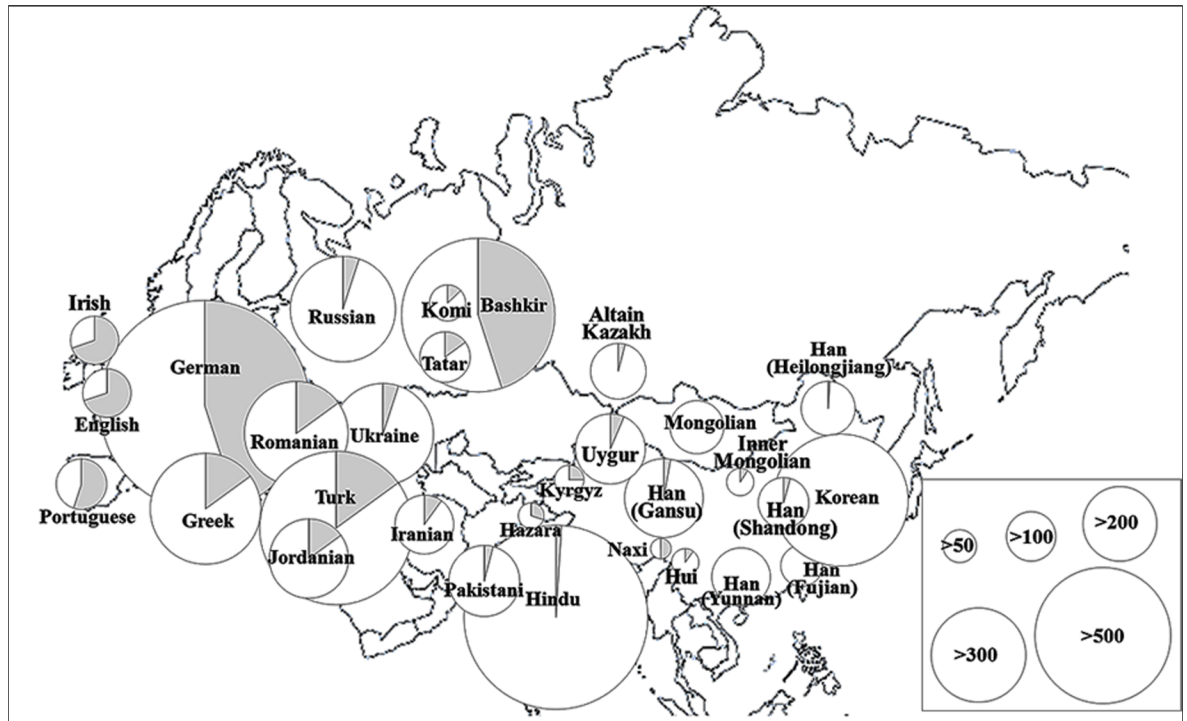 Irish
English
Portuguese
German
Russian
Komi
Bashkir
Tatar
Romanian
Ukraine
Greek
Turk
Jordanian
Iranian
Altain
Kazakh
Uygur
Kyrgyz
Hazara
Pakistani
Hindu
Mongolian
Inner
Mongolian
Han
(Heilongjiang)
Han
(Gansu)
Han
(Shandong)
Korean
Naxi
Hui
Han
(Yunnan)
Han
(Fujian)
>50
>100
>200
>300
>500